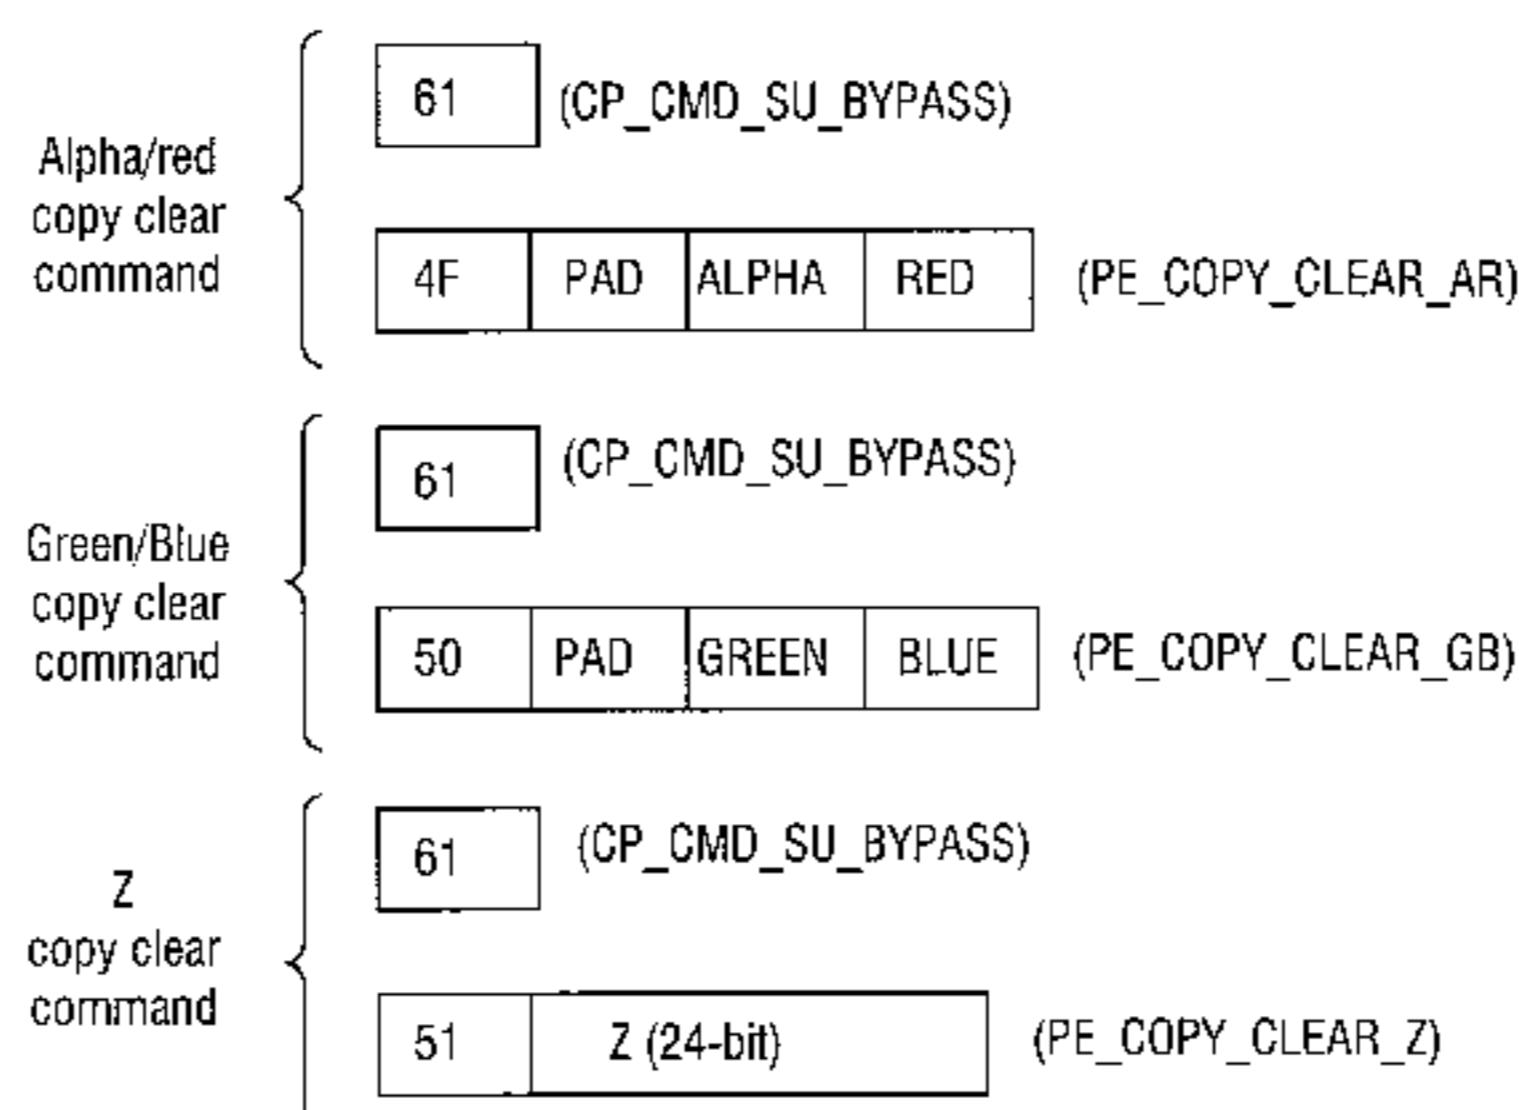 61 (CP_CMD_SU_BYPASS)
Alpha/red
copy clear
command
4F PAD ALPHA RED (PE_COPY_CLEAR_AR)
61 (CP_CMD_SU_BYPASS)
Green/Blue
copy clear
command
50 PAD GREEN BLUE (PE_COPY_CLEAR_GB)
61 (CP_CMD_SU_BYPASS)
Z
copy clear
command
51 Z (24-bit) (PE_COPY_CLEAR_Z)